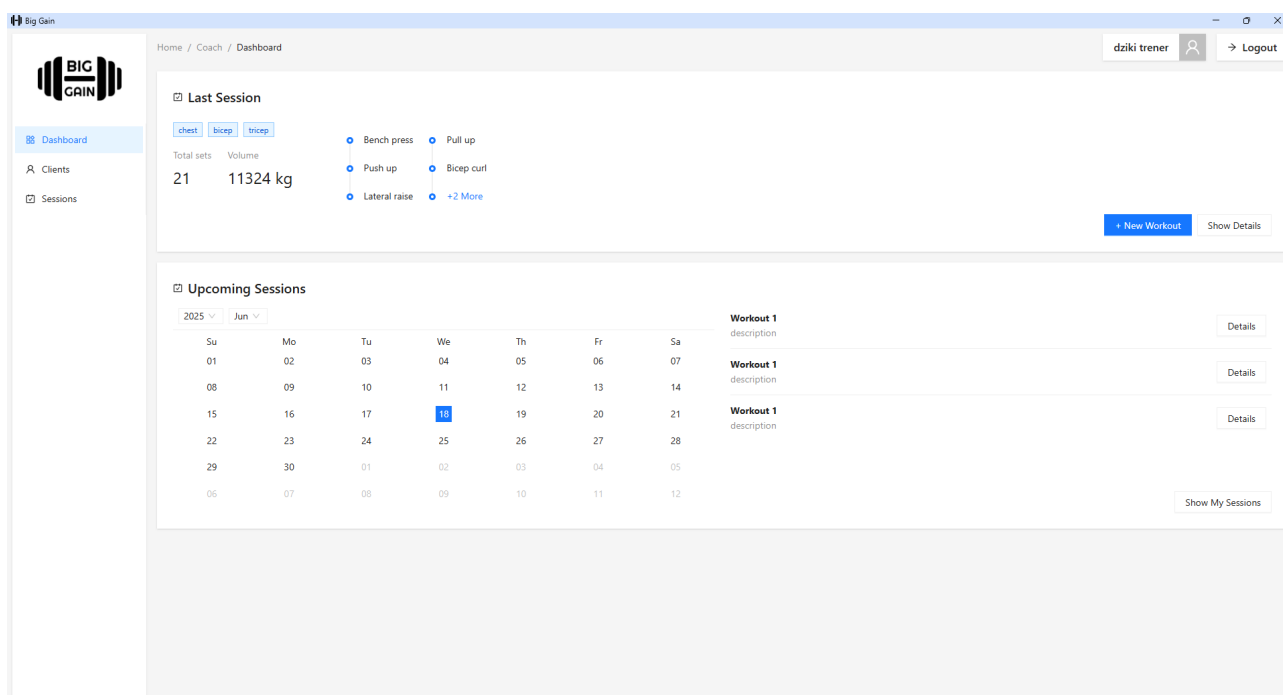 Big Gain
BIG
GAIN
Home / Coach / Dashboard
dziki trener
Logout
Dashboard
Clients
Sessions
Last Session
chest bicep tricep
Total sets Volume
21 11324 kg
Bench press Pull up
Push up Bicep curl
Lateral raise +2 More
+ New Workout Show Details
Upcoming Sessions
2025 Jun
Su Mo Tu We Th Fr Sa
01 02 03 04 05 06 07
08 09 10 11 12 13 14
15 16 17 18 19 20 21
22 23 24 25 26 27 28
29 30 01 02 03 04 05
06 07 08 09 10 11 12
Workout 1
description
Details
Workout 1
description
Details
Workout 1
description
Details
Show My Sessions